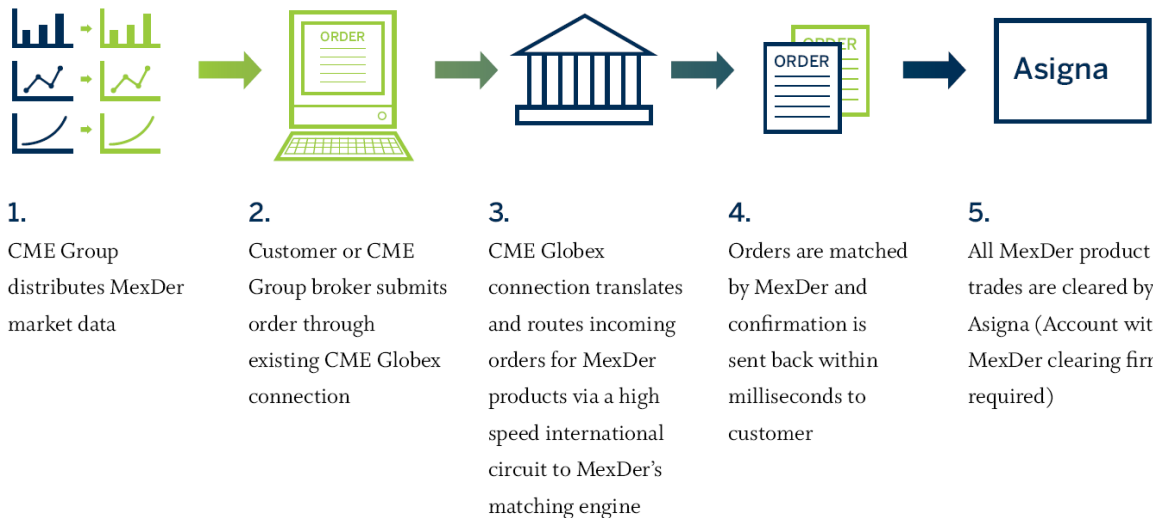 ORDER
ORDER
ORDER
Asigna
1.
CME Group
distributes MexDer
market data
2.
Customer or CME
Group broker submits
order through
existing CME Globex
connection
3.
CME Globex
connection translates
and routes incoming
orders for MexDer
products via a high
speed international
circuit to MexDer’s
matching engine
4.
Orders are matched
by MexDer and
confirmation is
sent back within
milliseconds to
customer
5.
All MexDer product
trades are cleared by
Asigna (Account wit
MexDer clearing fir
required)